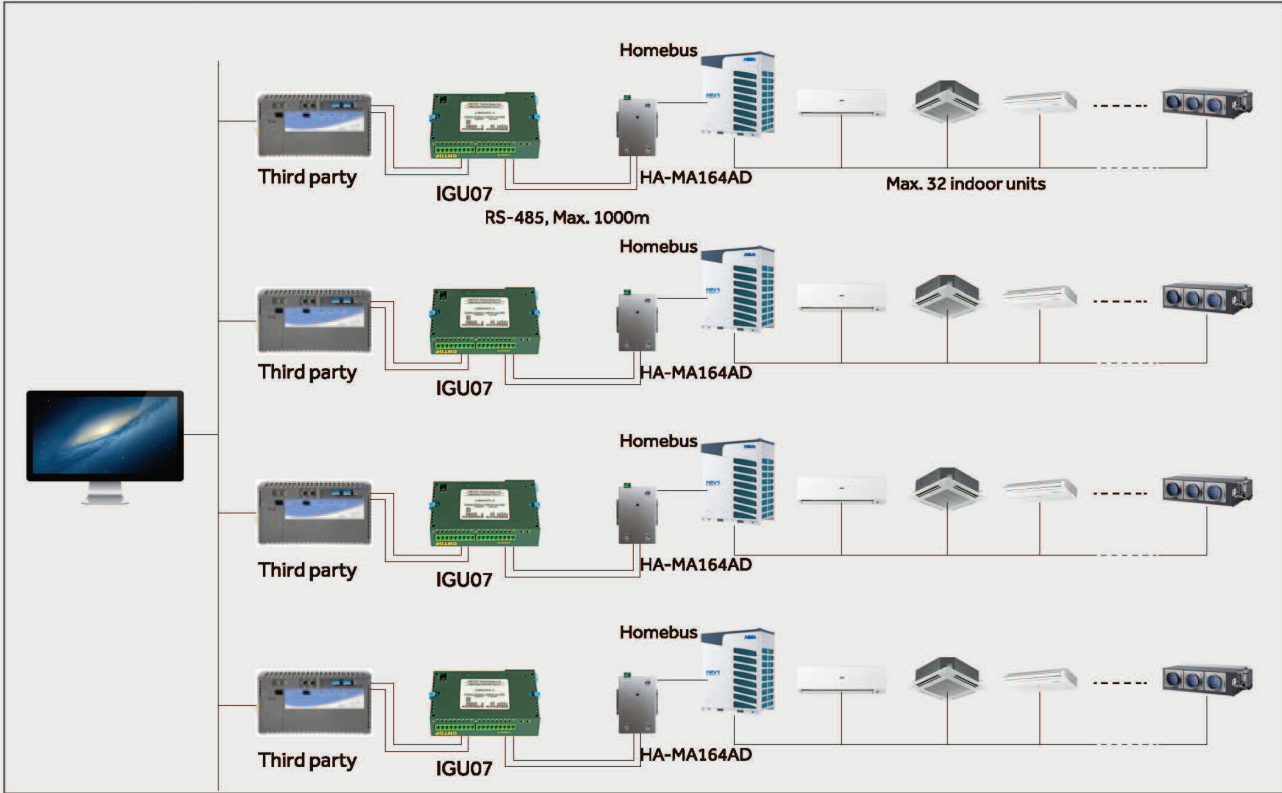 Homebus
Third party
IGU07
HA-MA164AD
Max. 32 indoor units
RS-485, Max. 1000m
Homebus
Third party
IGU07
HA-MA164AD
Homebus
Third party
IGU07
HA-MA164AD
Homebus
Third party
IGU07
HA-MA164AD